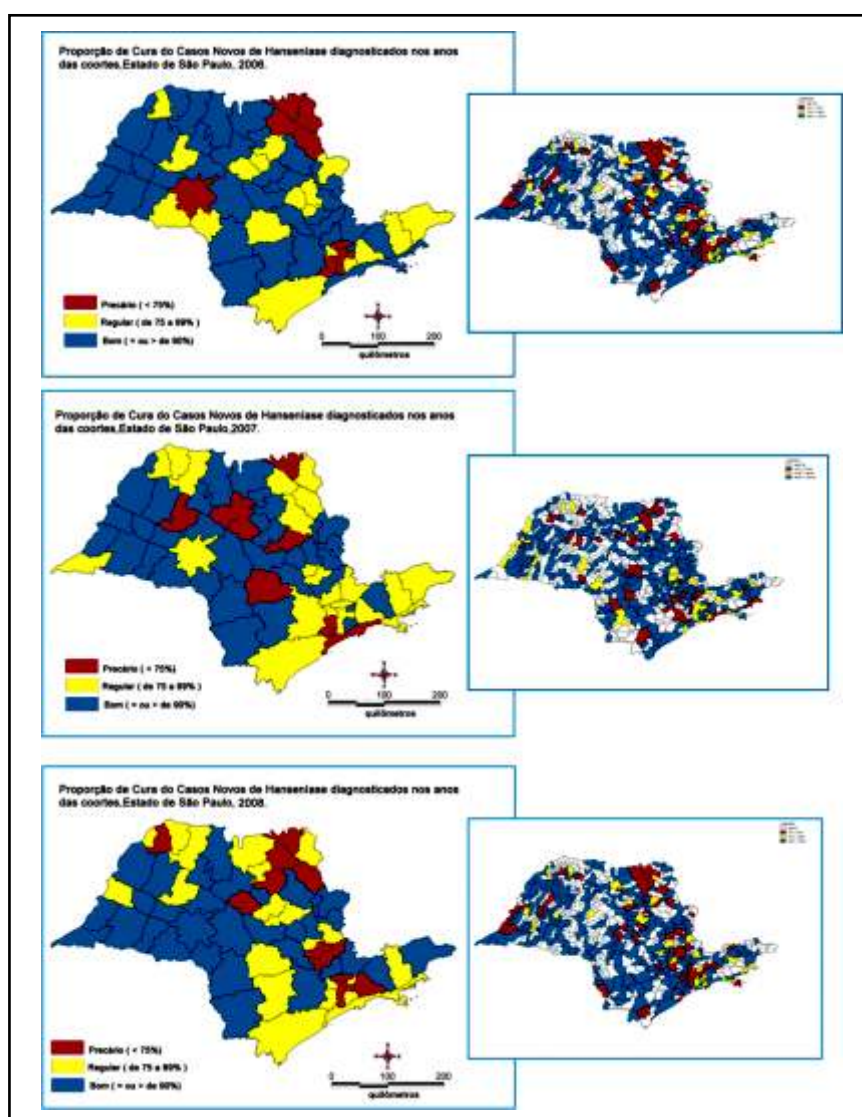 Proporção de Cura do Casos Novos de Hanseníase diagnosticados nos anos
das coortes,Estado de São Paulo, 2006.
Precário ( < 75%)
Regular ( de 75 a 89% )
Bom ( = ou > de 90%)
0 100 200
quilômetros
Proporção de Cura do Casos Novos de Hanseníase diagnosticados nos anos
das coortes,Estado de São Paulo,2007.
Precário ( < 75%)
Regular ( de 75 a 89% )
Bom ( = ou > de 90%)
0 100 200
quilômetros
Proporção de Cura do Casos Novos de Hanseníase diagnosticados nos anos
das coortes,Estado de São Paulo, 2008.
Precário ( < 75%)
Regular ( de 75 a 89% )
Bom ( = ou > de 90%)
0 100 200
quilômetros